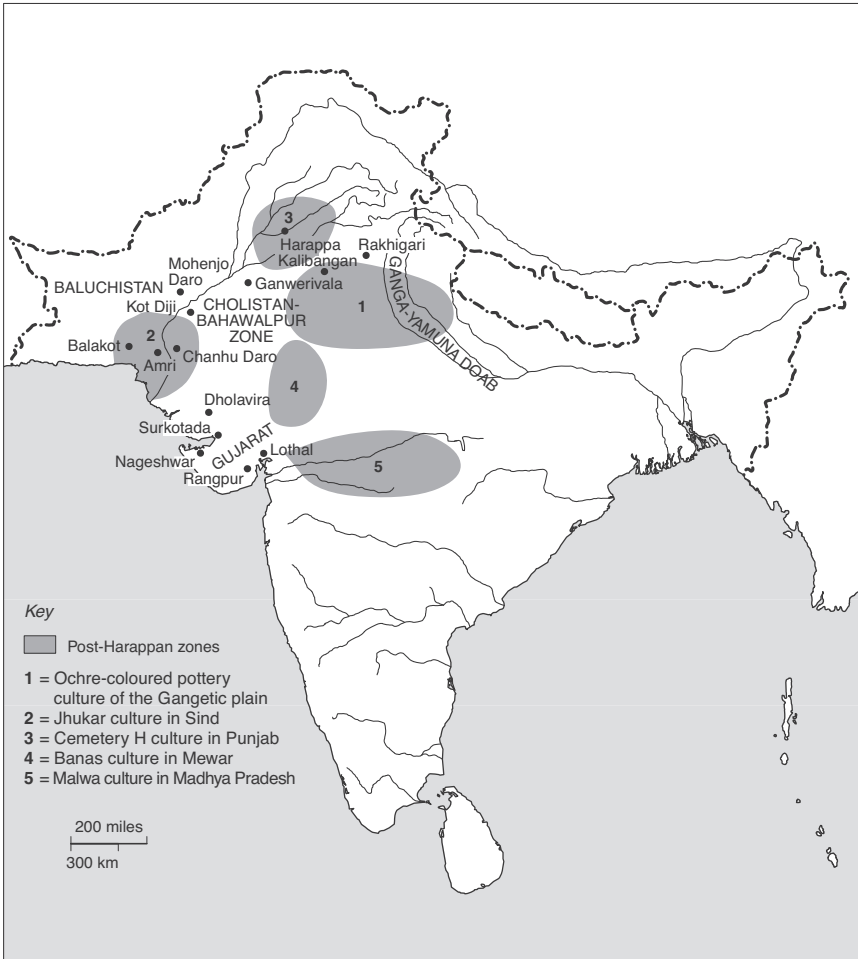 3
Harappa
Rakhigari
Kalibangan
Mohenjo
Daro
BALUCHISTAN
Ganwerivala
Kot Diji
CHOLISTAN-
BAHAWALPUR
ZONE
1
GANGA-YAMUNA DOAB
2
Balakot
Amri
Chanhu Daro
4
Dholavira
Surkotada
GUJARAT
Lothal
Nageshwar
Rangpur
5
Key
Post-Harappan zones
1 = Ochre-coloured pottery
culture of the Gangetic plain
2 = Jhukar culture in Sind
3 = Cemetery H culture in Punjab
4 = Banas culture in Mewar
5 = Malwa culture in Madhya Pradesh
200 miles
300 km